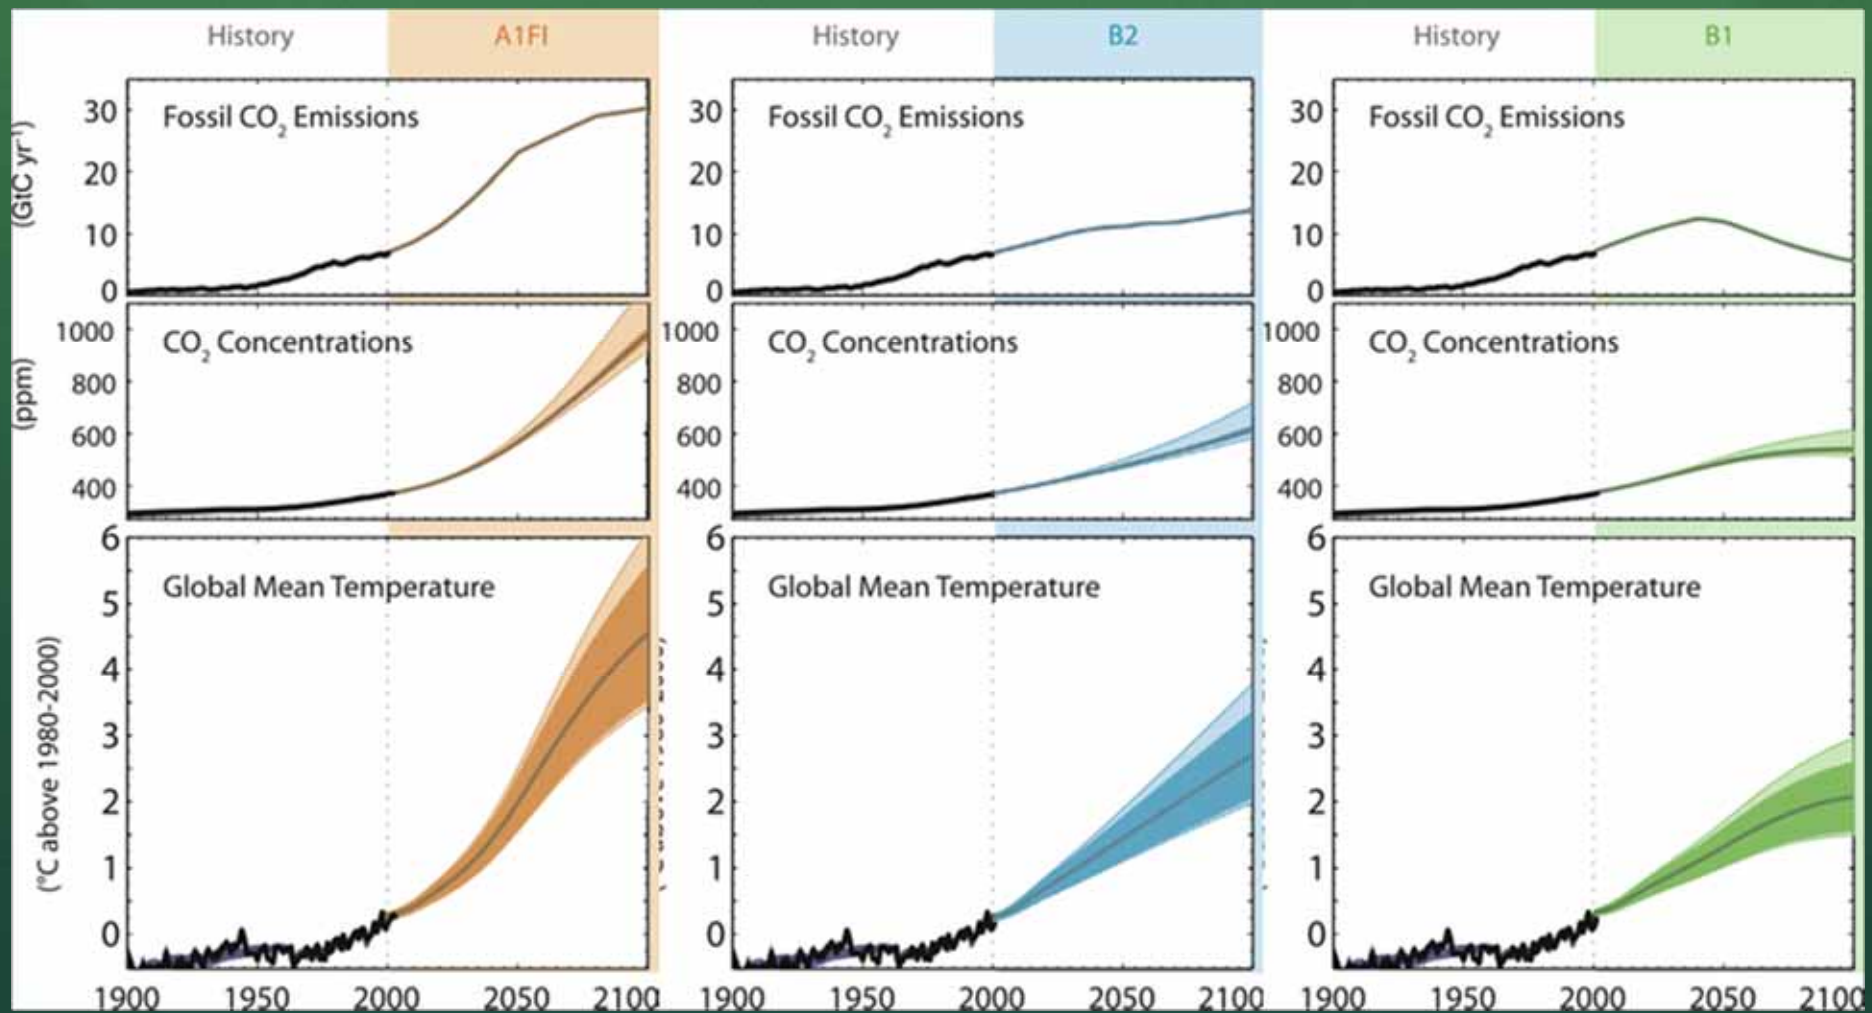 History A1FI History B2 History B1
Fossil CO₂ Emissions Fossil CO₂ Emissions Fossil CO₂ Emissions
(GtC yr⁻¹)
30 30 30
20 20 20
10 10 10
0 0 0
CO₂ Concentrations CO₂ Concentrations CO₂ Concentrations
(ppm)
1000 1000 1000
800 800 800
600 600 600
400 400 400
Global Mean Temperature Global Mean Temperature Global Mean Temperature
(°C above 1980-2000)
6 6 6
5 5 5
4 4 4
3 3 3
2 2 2
1 1 1
0 0 0
1900 1950 2000 2050 2100 1900 1950 2000 2050 2100 1900 1950 2000 2050 2100